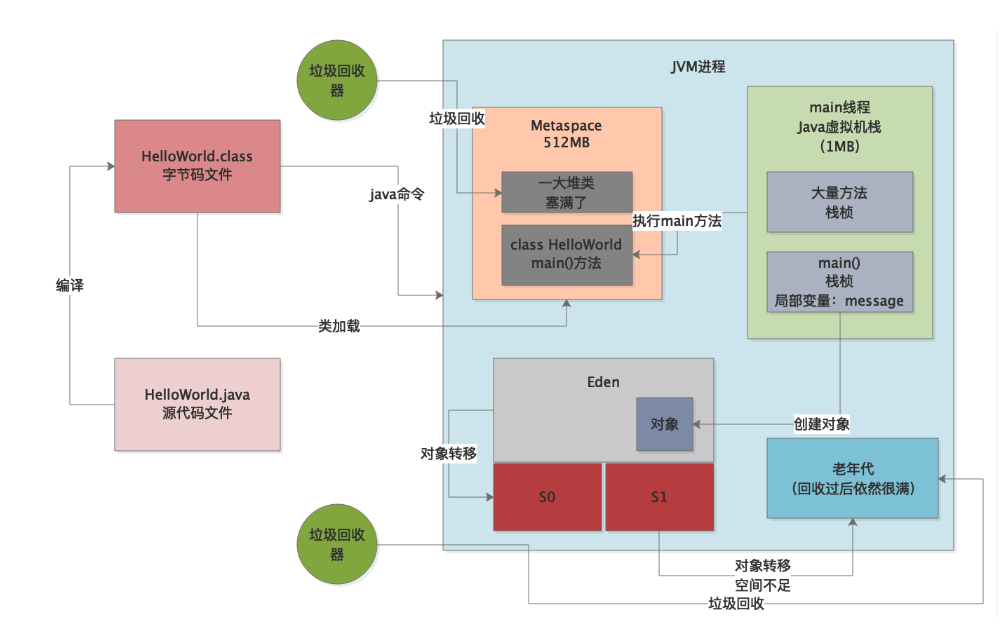 JVM进程
垃圾回收
器
垃圾回收
Metaspace
512MB
一大堆类
塞满了
class HelloWorld
main()方法
main线程
Java虚拟机栈
(1MB)
大量方法
栈桢
main()
栈桢
局部变量：message
执行main方法
HelloWorld.class
字节码文件
java命令
编译
类加载
HelloWorld.java
源代码文件
Eden
对象
创建对象
对象转移
S0
S1
老年代
（回收过后依然很满）
垃圾回收
器
对象转移
空间不足
垃圾回收